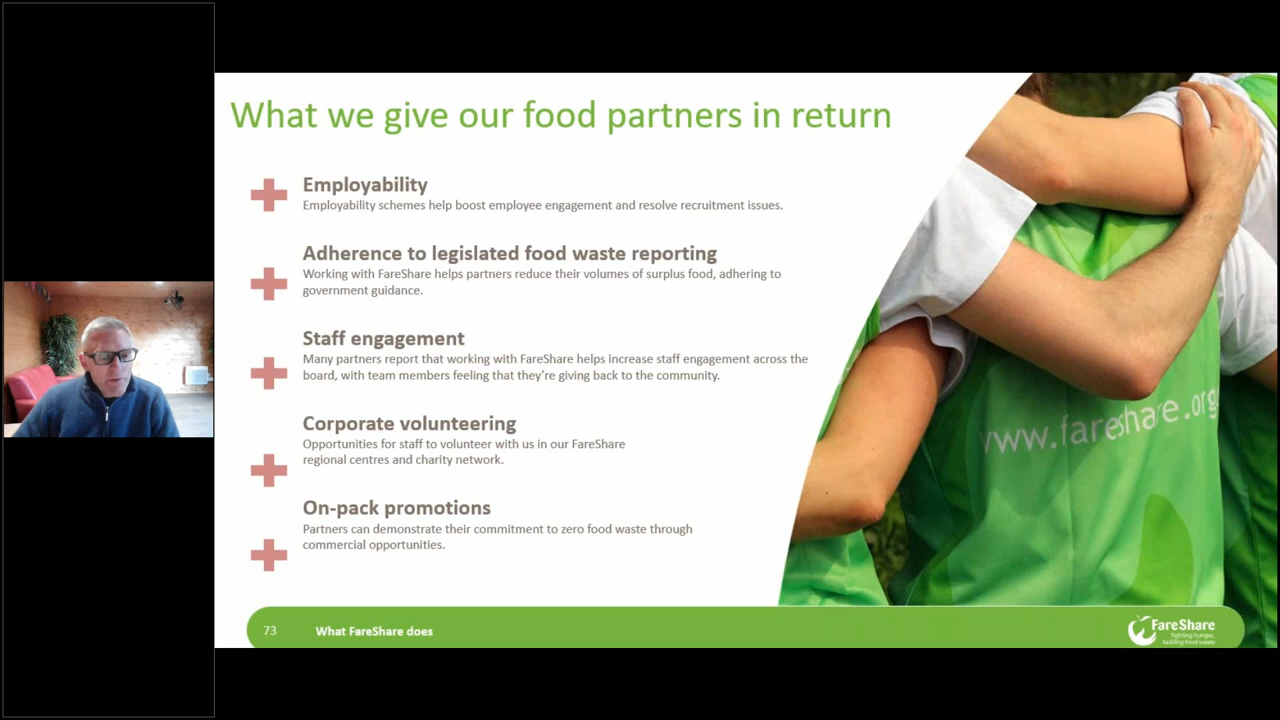 What we give our food partners in return
Employability
Employability schemes help boost employee engagement and resolve recruitment issues.
Adherence to legislated food waste reporting
Working with FareShare helps partners reduce their volumes of surplus food, adhering to
government guidance.
Staff engagement
Many partners report that working with FareShare helps increase staff engagement across the
board, with team members feeling that they’re giving back to the community.
Corporate volunteering
Opportunities for staff to volunteer with us in our FareShare
regional centres and charity network.
On-pack promotions
Partners can demonstrate their commitment to zero food waste through
commercial opportunities.
www.fareshare.org
73 What FareShare does
FareShare
fighting hunger,
tackling food waste